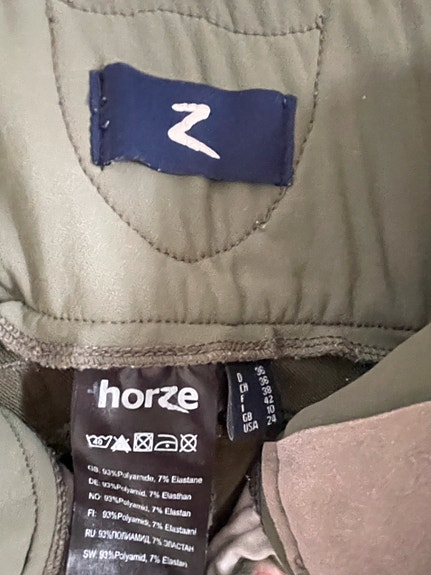 horze
D 36
CH 36
F 38
I 42
GB 10
USA 24
GB: 93%Polyamide, 7% Elastane
DE: 93%Polyamid, 7% Elasthan
NO: 93%Polyamid, 7% Elastan
FI: 93%Polyamidi, 7% Elastaani
RU: 93%ПОЛИАМИД, 7% ЭЛАСТАН
SW: 93%Polyamid, 7% Elastan